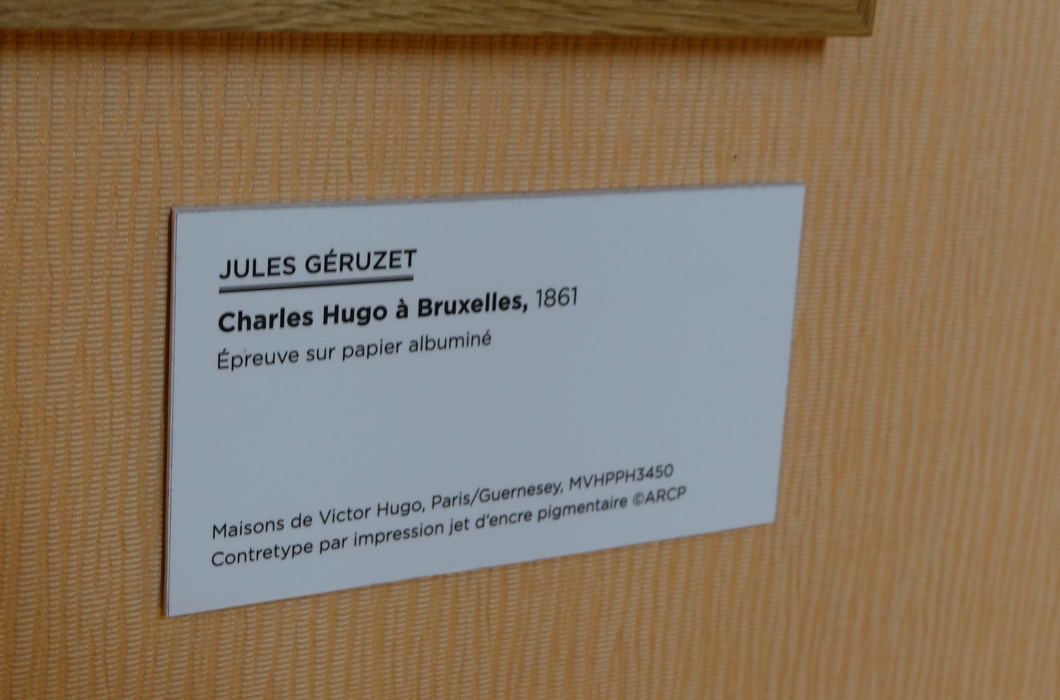 JULES GÉRUZET
Charles Hugo à Bruxelles, 1861
Épreuve sur papier albuminé
Maisons de Victor Hugo, Paris/Guernesey, MVHPPH3450
Contretype par impression jet d'encre pigmentaire ©ARCP